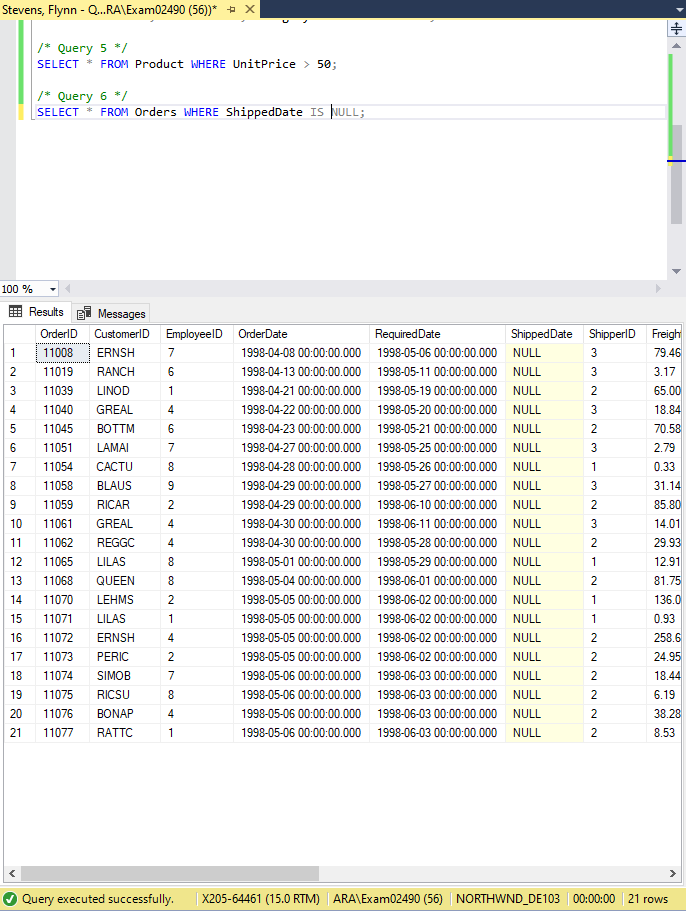 Stevens, Flynn - Q...RA\Exam02490 (56))*
/* Query 5 */
SELECT * FROM Product WHERE UnitPrice > 50;
/* Query 6 */
SELECT * FROM Orders WHERE ShippedDate IS NULL;
100 %
Results Messages
OrderID CustomerID EmployeeID OrderDate RequiredDate ShippedDate ShipperID Freight
1 11008 ERNSH 7 1998-04-08 00:00:00.000 1998-05-06 00:00:00.000 NULL 3 79.46
2 11019 RANCH 6 1998-04-13 00:00:00.000 1998-05-11 00:00:00.000 NULL 3 3.17
3 11039 LINOD 1 1998-04-21 00:00:00.000 1998-05-19 00:00:00.000 NULL 2 65.00
4 11040 GREAL 4 1998-04-22 00:00:00.000 1998-05-20 00:00:00.000 NULL 3 18.84
5 11045 BOTTM 6 1998-04-23 00:00:00.000 1998-05-21 00:00:00.000 NULL 2 70.58
6 11051 LAMAI 7 1998-04-27 00:00:00.000 1998-05-25 00:00:00.000 NULL 3 2.79
7 11054 CACTU 8 1998-04-28 00:00:00.000 1998-05-26 00:00:00.000 NULL 1 0.33
8 11058 BLAUS 9 1998-04-29 00:00:00.000 1998-05-27 00:00:00.000 NULL 3 31.14
9 11059 RICAR 2 1998-04-29 00:00:00.000 1998-06-10 00:00:00.000 NULL 2 85.80
10 11061 GREAL 4 1998-04-30 00:00:00.000 1998-06-11 00:00:00.000 NULL 3 14.01
11 11062 REGGC 4 1998-04-30 00:00:00.000 1998-05-28 00:00:00.000 NULL 2 29.93
12 11065 LILAS 8 1998-05-01 00:00:00.000 1998-05-29 00:00:00.000 NULL 1 12.91
13 11068 QUEEN 8 1998-05-04 00:00:00.000 1998-06-01 00:00:00.000 NULL 2 81.75
14 11070 LEHMS 2 1998-05-05 00:00:00.000 1998-06-02 00:00:00.000 NULL 1 136.0
15 11071 LILAS 1 1998-05-05 00:00:00.000 1998-06-02 00:00:00.000 NULL 1 0.93
16 11072 ERNSH 4 1998-05-05 00:00:00.000 1998-06-02 00:00:00.000 NULL 2 258.6
17 11073 PERIC 2 1998-05-05 00:00:00.000 1998-06-02 00:00:00.000 NULL 2 24.95
18 11074 SIMOB 7 1998-05-06 00:00:00.000 1998-06-03 00:00:00.000 NULL 2 18.44
19 11075 RICSU 8 1998-05-06 00:00:00.000 1998-06-03 00:00:00.000 NULL 2 6.19
20 11076 BONAP 4 1998-05-06 00:00:00.000 1998-06-03 00:00:00.000 NULL 2 38.28
21 11077 RATTC 1 1998-05-06 00:00:00.000 1998-06-03 00:00:00.000 NULL 2 8.53
Query executed successfully. X205-64461 (15.0 RTM) ARA\Exam02490 (56) NORTHWND_DE103 00:00:00 21 rows